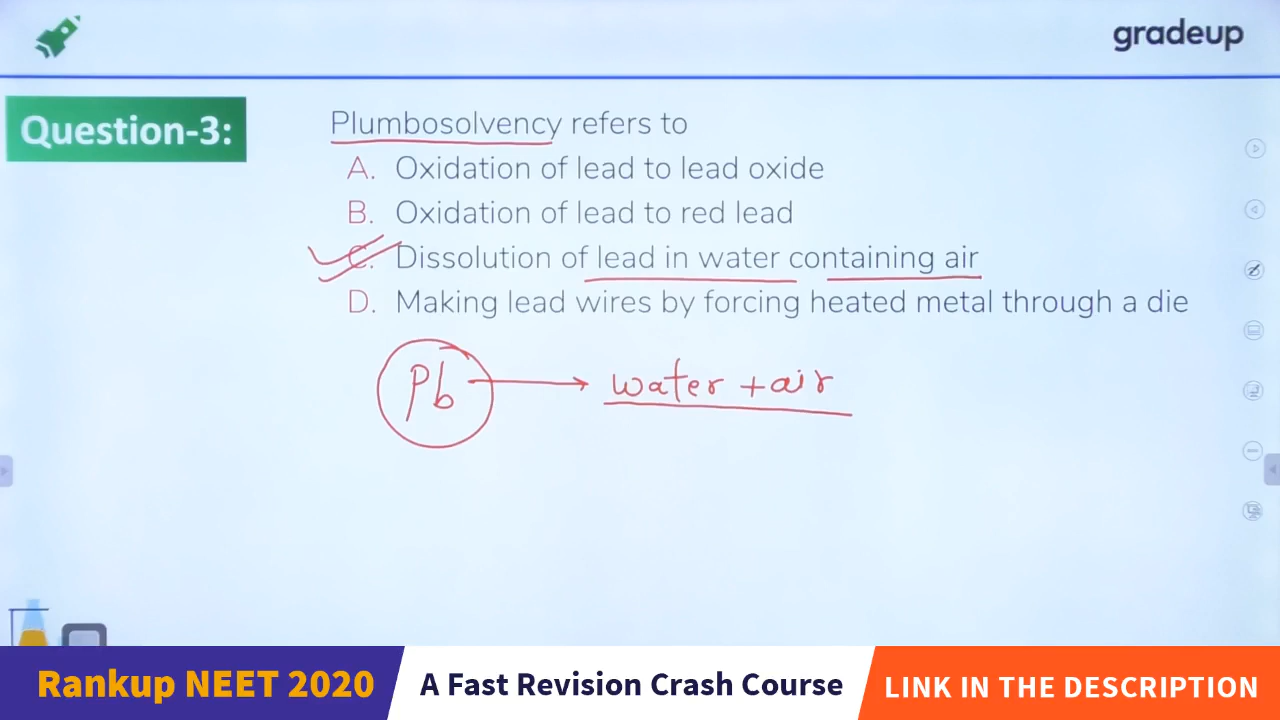 gradeup
Question-3:
Plumbosolvency refers to
A. Oxidation of lead to lead oxide
B. Oxidation of lead to red lead
C. Dissolution of lead in water containing air
D. Making lead wires by forcing heated metal through a die
Pb → water + air
Rankup NEET 2020
A Fast Revision Crash Course
LINK IN THE DESCRIPTION